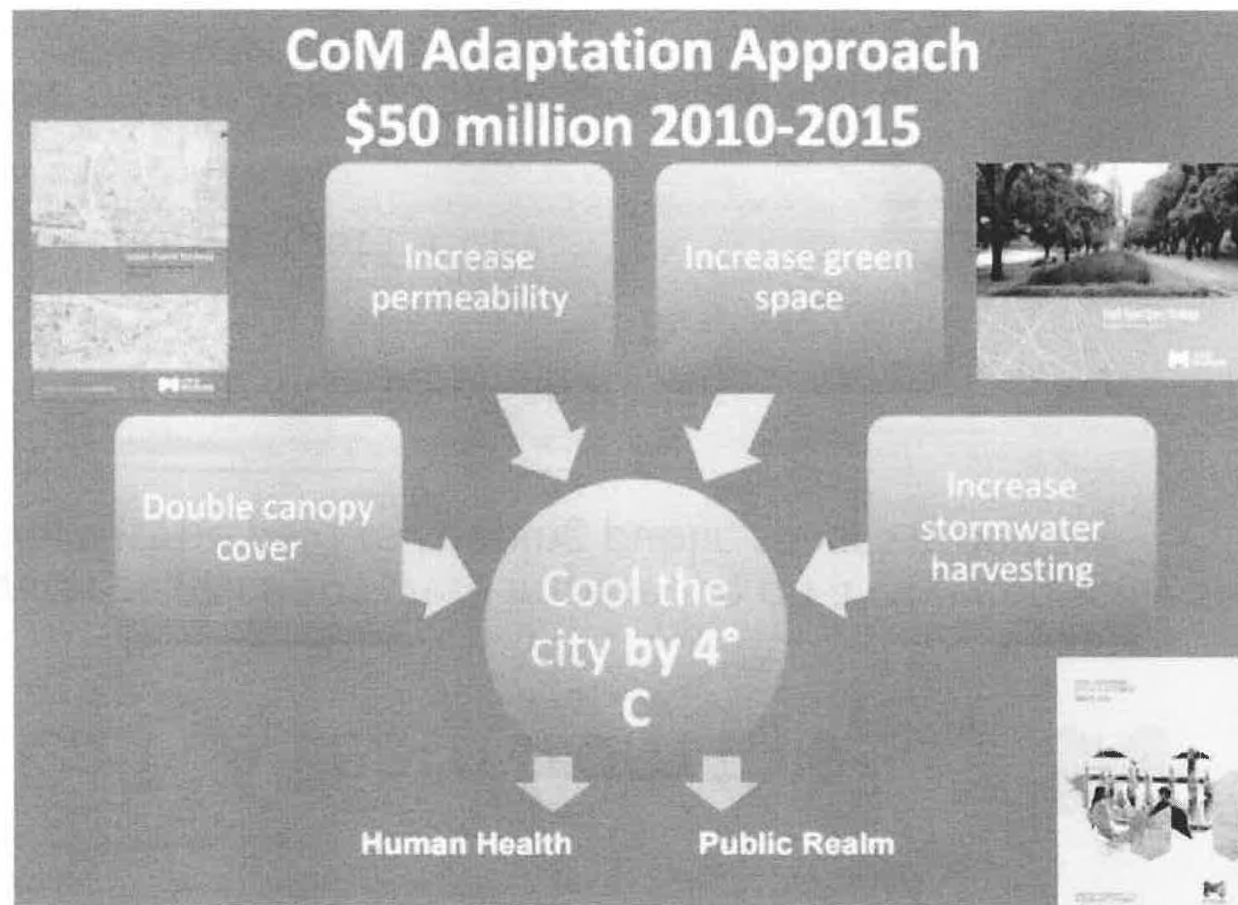 CoM Adaptation Approach
$50 million 2010-2015
Increase
permeability
Increase green
space
Double canopy
cover
Increase
stormwater
harvesting
Cool the
city by 4°
C
Human Health
Public Realm